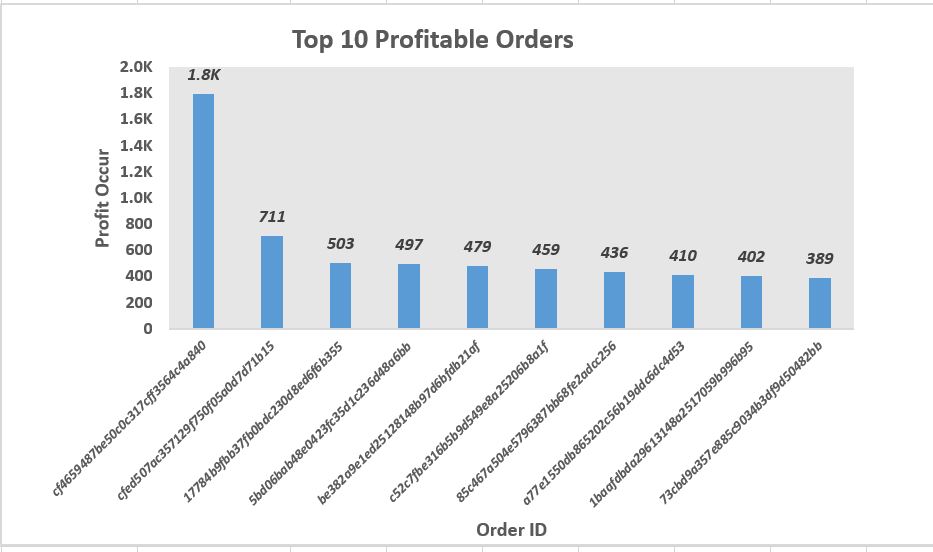 Top 10 Profitable Orders
Profit Occur
2.0K
1.8K
1.6K
1.4K
1.2K
1.0K
800
600
400
200
0
1.8K
711
503
497
479
459
436
410
402
389
cf4659487be50c0c317cff3564c4a840
cfed507ac357129f750f05a0d7d71b15
17784b9fbb37fb0bdc230d8ed6f6b355
5bd06bab48e0423fc35d1c236d48a6bb
be382a9e1ed25128148b97d6bfdb21af
c52c7fbe316b5b9d549e8a25206b8a1f
85c467a504e5796387bb68fe2adcc256
a77e1550db865202c56b19ddc6dc4d53
1baafdbda29613148a2517059b996b95
73cbd9a357e885c9034b3df9d50482bb
Order ID